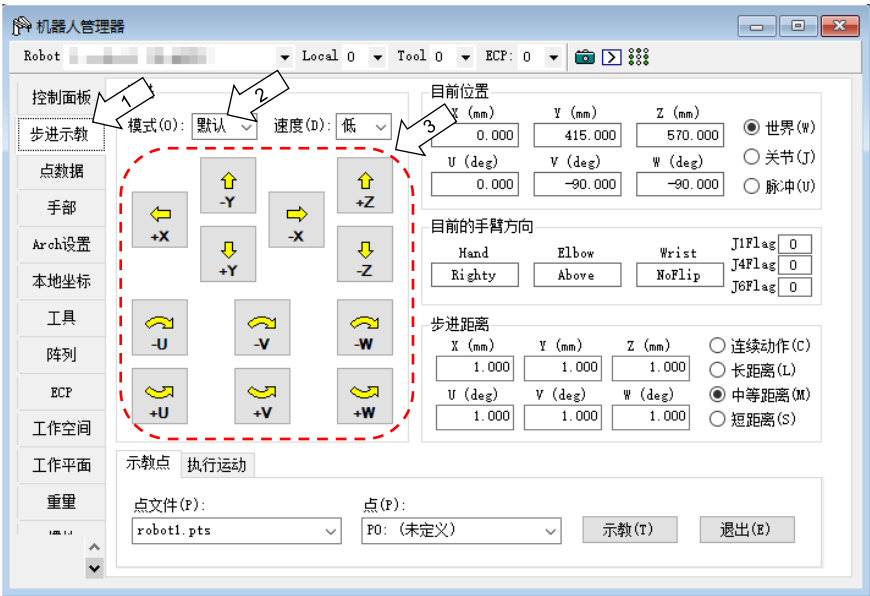 机器人管理器
Robot Local 0 Tool 0 ECP: 0
控制面板
步进示教
点数据
手部
Arch设置
本地坐标
工具
阵列
ECP
工作空间
工作平面
重量
1
2
3
模式(O): 默认 速度(D): 低
-Y +Z
+X -X
+Y -Z
-U -V -W
+U +V +W
目前位置
X (mm) Y (mm) Z (mm)
0.000 415.000 570.000
U (deg) V (deg) W (deg)
0.000 -90.000 -90.000
世界(W)
关节(J)
脉冲(U)
目前的手臂方向
Hand Elbow Wrist
Righty Above NoFlip
J1Flag 0
J4Flag 0
J6Flag 0
步进距离
X (mm) Y (mm) Z (mm)
1.000 1.000 1.000
U (deg) V (deg) W (deg)
1.000 1.000 1.000
连续动作(C)
长距离(L)
中等距离(M)
短距离(S)
示教点 执行运动
点文件(P): 点(P):
robot1.pts P0: (未定义) 示教(T) 退出(E)